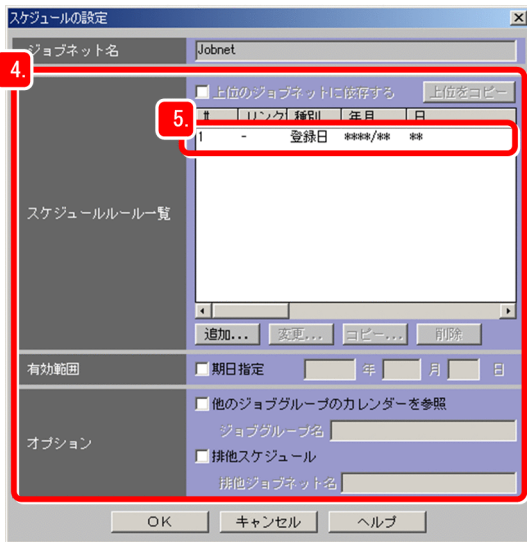 スケジュールの設定
ジョブネット名 Jobnet
4.
上位のジョブネットに依存する 上位をコピー
5.
# リンク 種別 年月 日
1 - 登録日 ****/** **
スケジュールルール一覧
追加... 変更... コピー... 削除
有効範囲 期日指定 年 月 日
他のジョブグループのカレンダーを参照
ジョブグループ名
オプション
排他スケジュール
排他ジョブネット名
OK キャンセル ヘルプ